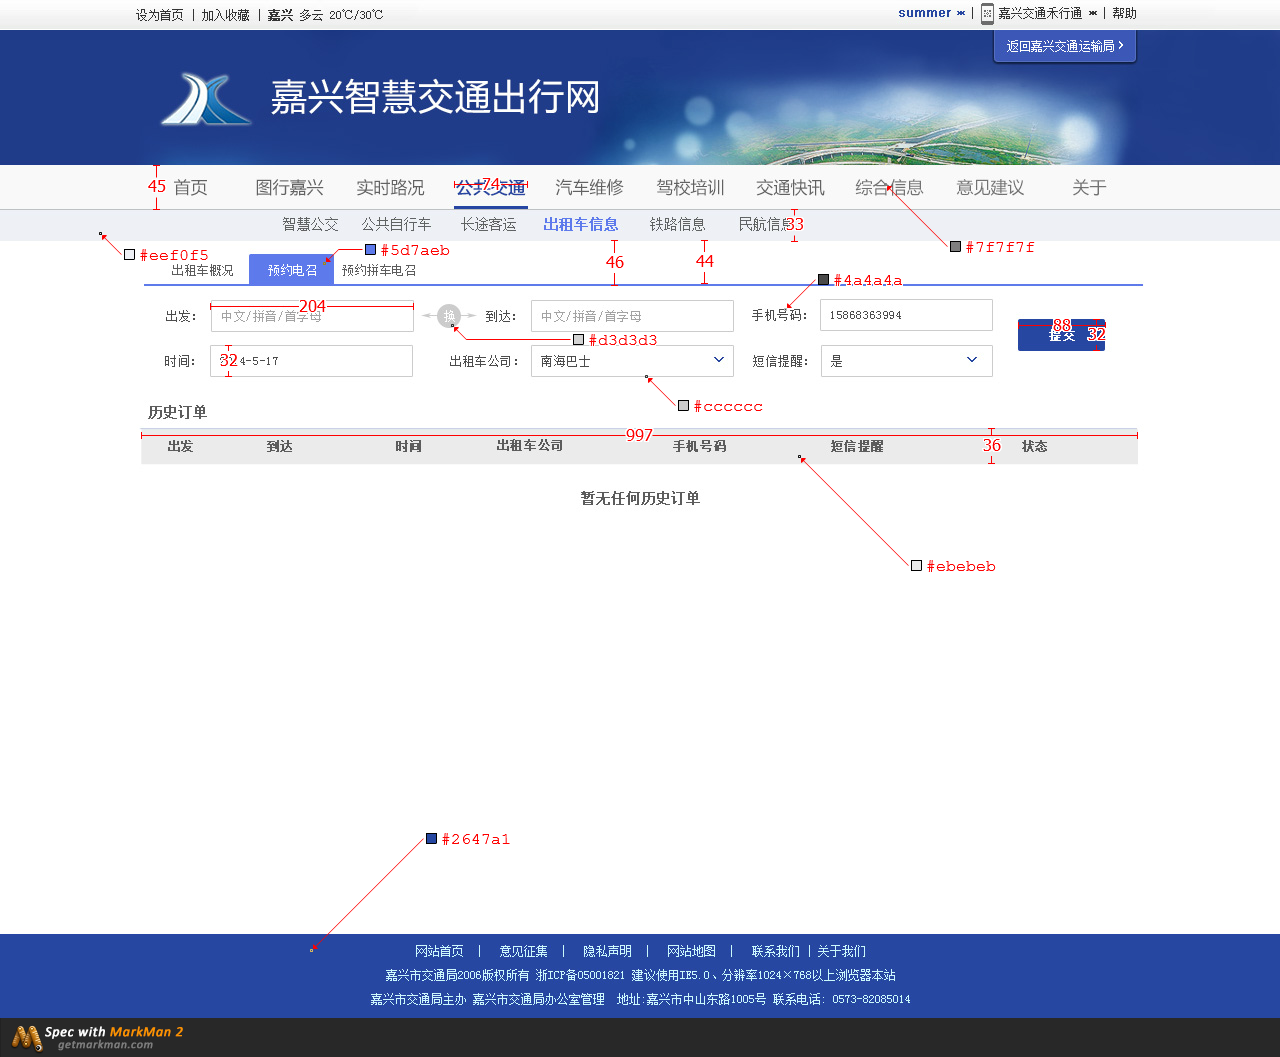 设为首页 | 加入收藏 | 嘉兴 多云 20℃/30℃
summer | 嘉兴交通禾行通 | 帮助
返回嘉兴交通运输局
嘉兴智慧交通出行网
45 首页 图行嘉兴 实时路况 公共交通 74 汽车维修 驾校培训 交通快讯 综合信息 意见建议 关于
智慧公交 公共自行车 长途客运 出租车信息 铁路信息 民航信息 33
#eef0f5 #5d7aeb #7f7f7f
出租车概况 预约电召 预约拼车电召 46 44 #4a4a4a
出发: 中文/拼音/首字母 204 换 到达: 中文/拼音/首字母 手机号码: 15868363994
#d3d3d3 提交 88 32
时间: 4-5-17 32 出租车公司: 南海巴士 短信提醒: 是
#cccccc
历史订单
997
出发 到达 时间 出租车公司 手机号码 短信提醒 36 状态
暂无任何历史订单
#ebebeb
#2647a1
网站首页 | 意见征集 | 隐私声明 | 网站地图 | 联系我们 | 关于我们
嘉兴市交通局2006版权所有 浙ICP备05001821 建议使用IE5.0、分辨率1024×768以上浏览器本站
嘉兴市交通局主办 嘉兴市交通局办公室管理 地址:嘉兴市中山东路1005号 联系电话: 0573-82085014
Spec with MarkMan 2
getmarkman.com